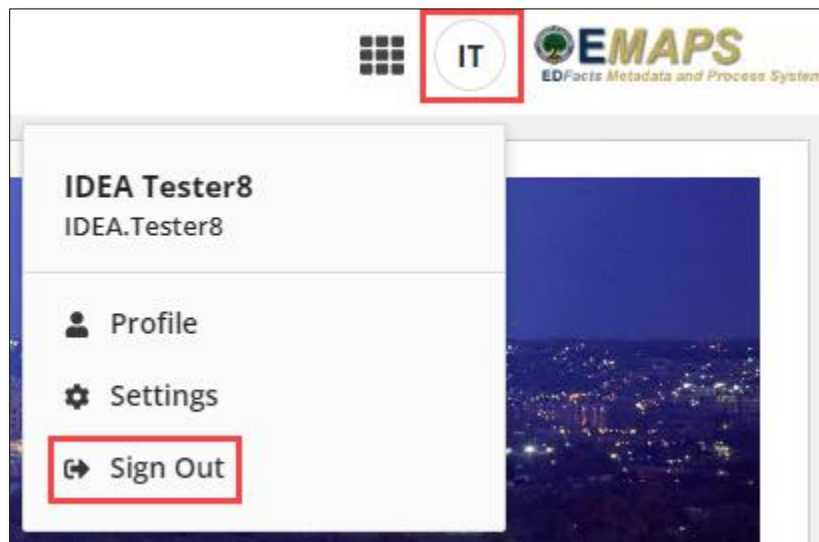 IT
EMAPS
EDFacts Metadata and Process System
IDEA Tester8
IDEA.Tester8
Profile
Settings
Sign Out